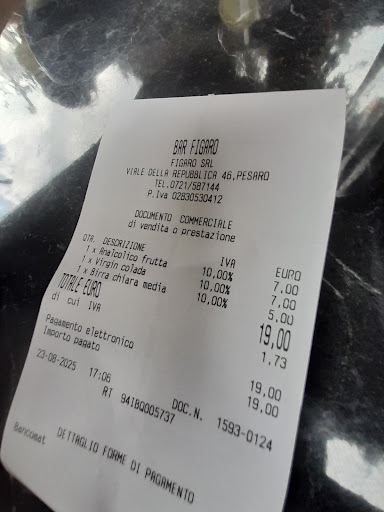 BAR FIGARO
FIGARO SRL
VIALE DELLA REPUBBLICA 46,PESARO
TEL.0721/587144
P.Iva 02830530412
DOCUMENTO COMMERCIALE
di vendita o prestazione
QTA. DESCRIZIONE IVA EURO
1 x Analcolico frutta 10,00% 7.00
1 x Virgin colada 10,00% 7.00
1 x Birra chiara media 10,00% 5.00
TOTALE EURO 19,00
di cui IVA 1.73
Pagamento elettronico 19,00
Importo pagato 19,00
23-08-2025 17:06 DOC.N. 1593-0124
RT 94IBQ005737
DETTAGLIO FORME DI PAGAMENTO
Bancomat